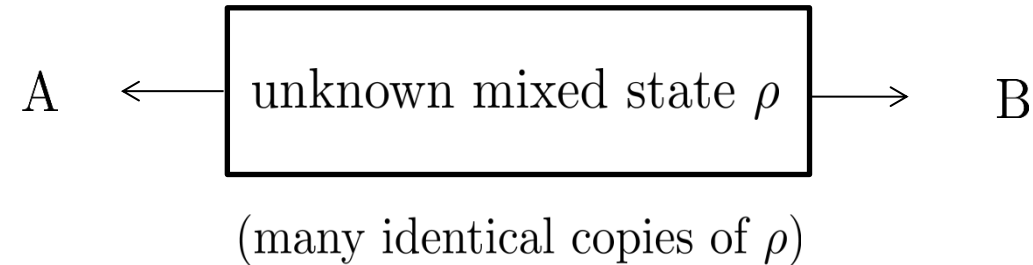 A unknown mixed state ρ B
(many identical copies of ρ)